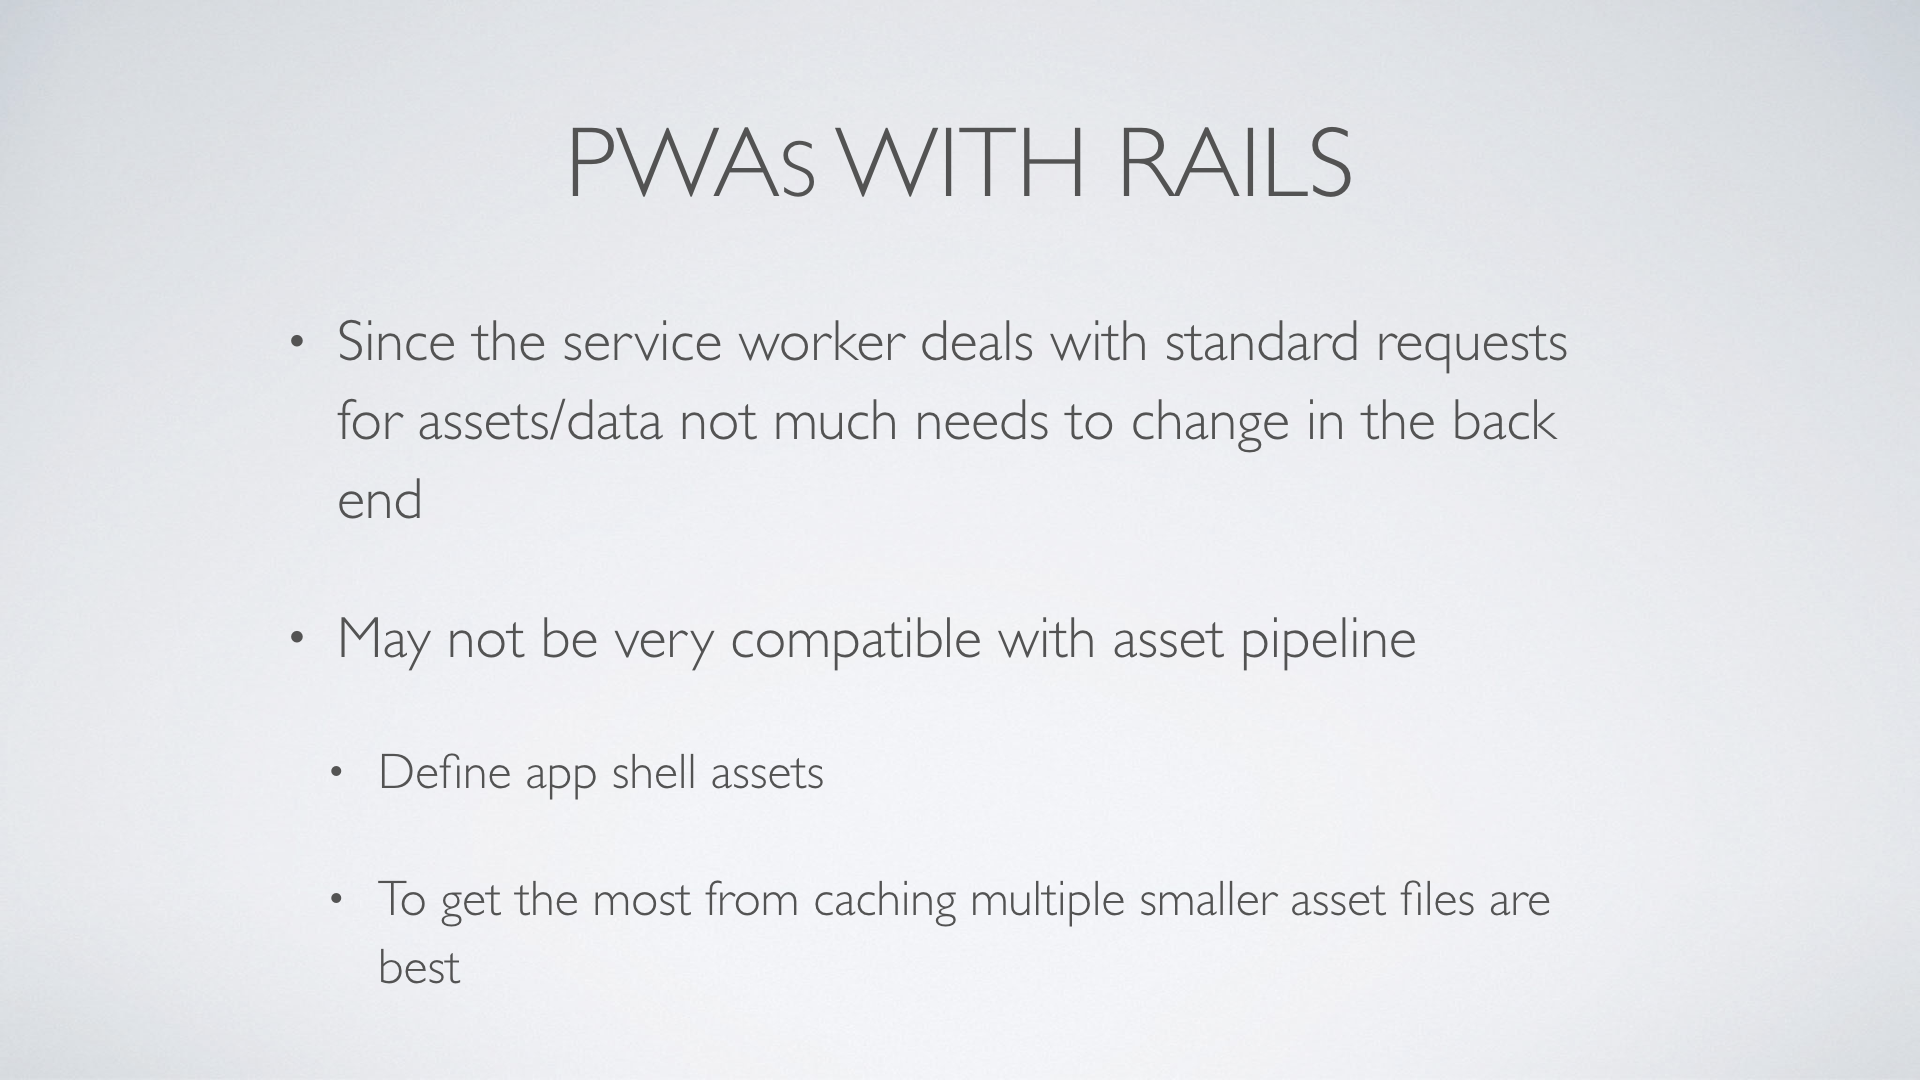 PWAs WITH RAILS
• Since the service worker deals with standard requests
for assets/data not much needs to change in the back
end
• May not be very compatible with asset pipeline
• Define app shell assets
• To get the most from caching multiple smaller asset files are
best